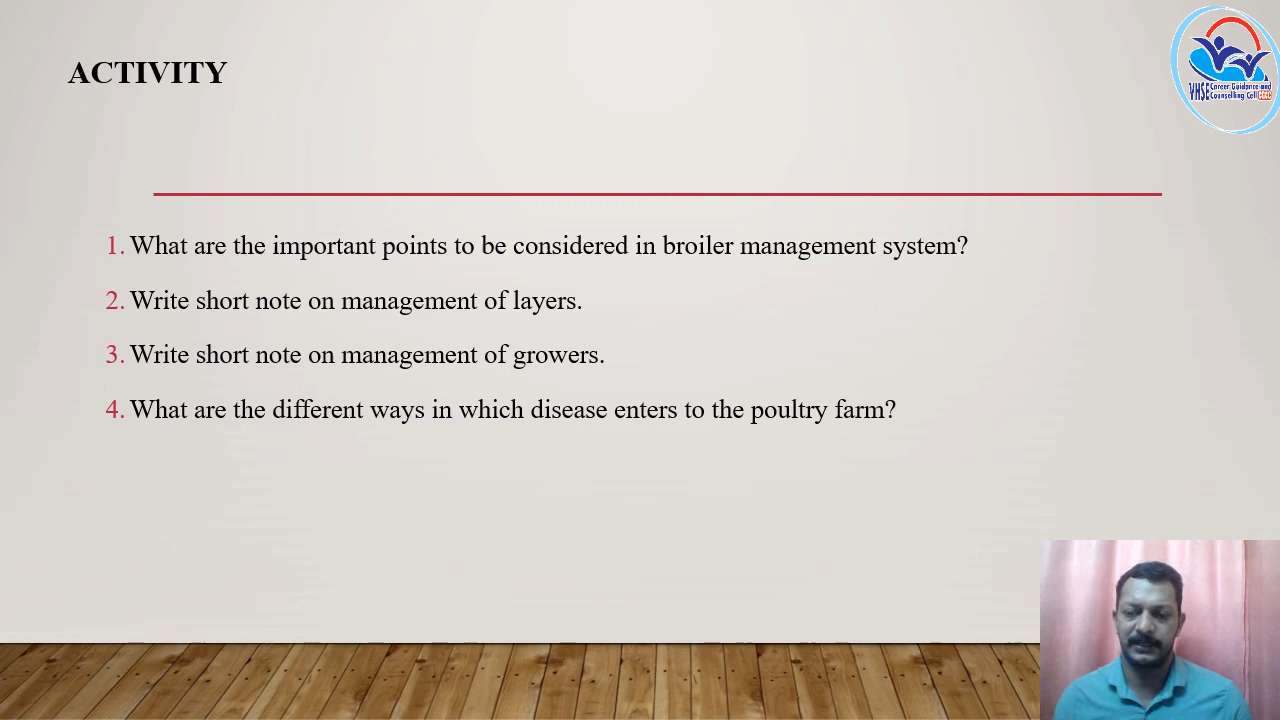 ACTIVITY
VHSE Career Guidance and
Counselling Cell
1. What are the important points to be considered in broiler management system?
2. Write short note on management of layers.
3. Write short note on management of growers.
4. What are the different ways in which disease enters to the poultry farm?